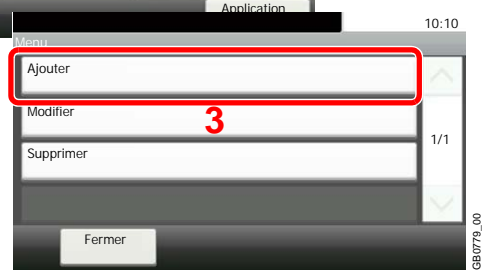 Application
10:10
Menu
Ajouter
Modifier
3
1/1
Supprimer
Fermer
GB0779_00